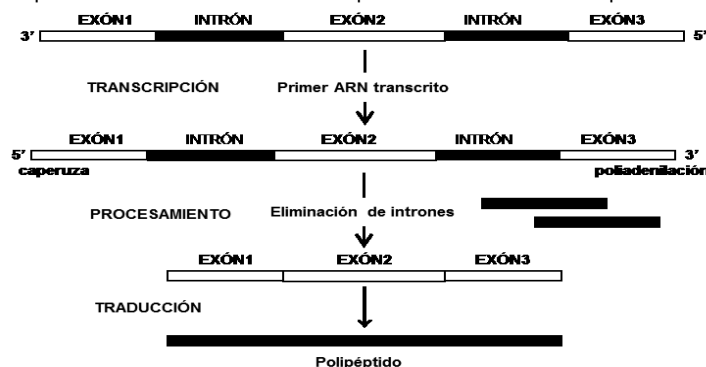 EXÓN1 INTRÓN EXÓN2 INTRÓN EXÓN3
3´ 5´
TRANSCRIPCIÓN Primer ARN transcrito
EXÓN1 INTRÓN EXÓN2 INTRÓN EXÓN3
5´ 3´
caperuza poliadenilación
PROCESAMIENTO Eliminación de intrones
EXÓN1 EXÓN2 EXÓN3
TRADUCCIÓN
Polipéptido